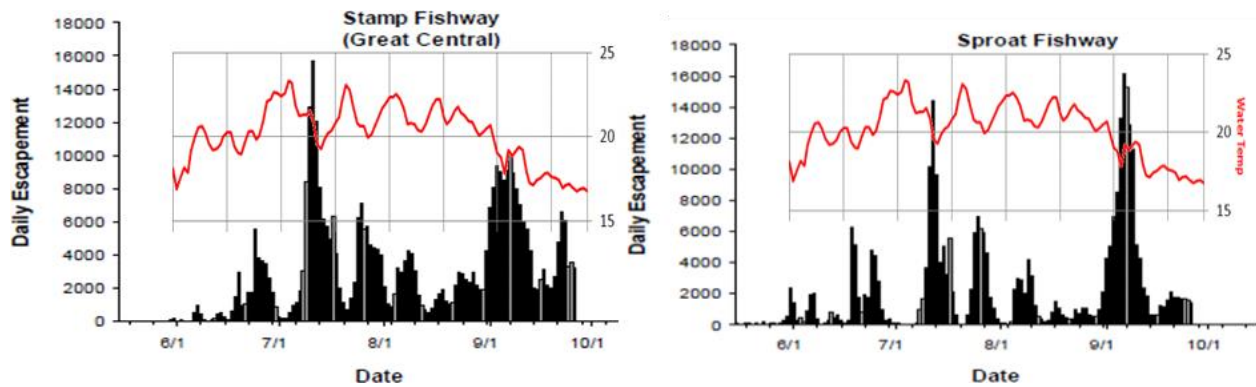 Stamp Fishway
(Great Central)
Daily Escapement
18000
16000
14000
12000
10000
8000
6000
4000
2000
0
25
20
15
6/1 7/1 8/1 9/1 10/1
Date
Sproat Fishway
Daily Escapement
18000
16000
14000
12000
10000
8000
6000
4000
2000
0
25
20
15
Water Temp
6/1 7/1 8/1 9/1 10/1
Date